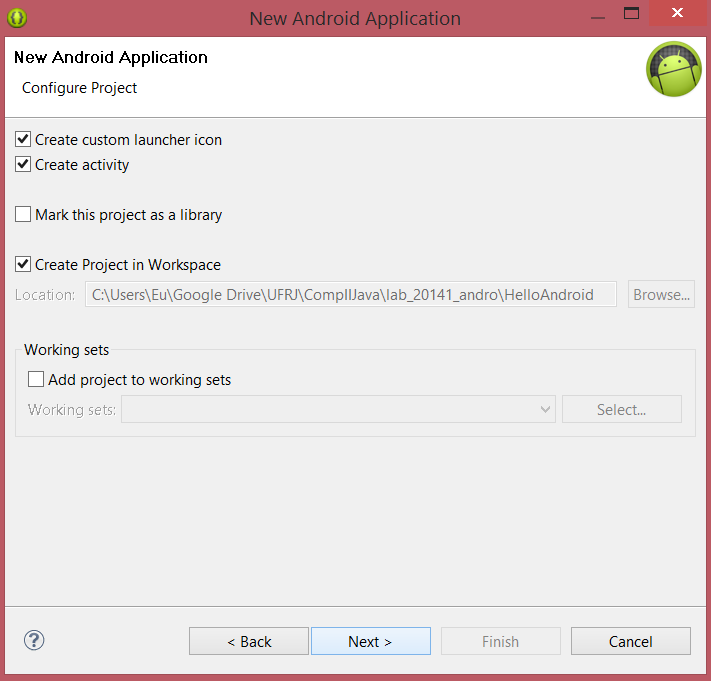 New Android Application
New Android Application
Configure Project
Create custom launcher icon
Create activity
Mark this project as a library
Create Project in Workspace
Location: C:\Users\Eu\Google Drive\UFRJ\CompIIJava\lab_20141_andro\HelloAndroid Browse...
Working sets
Add project to working sets
Working sets: Select...
? < Back Next > Finish Cancel